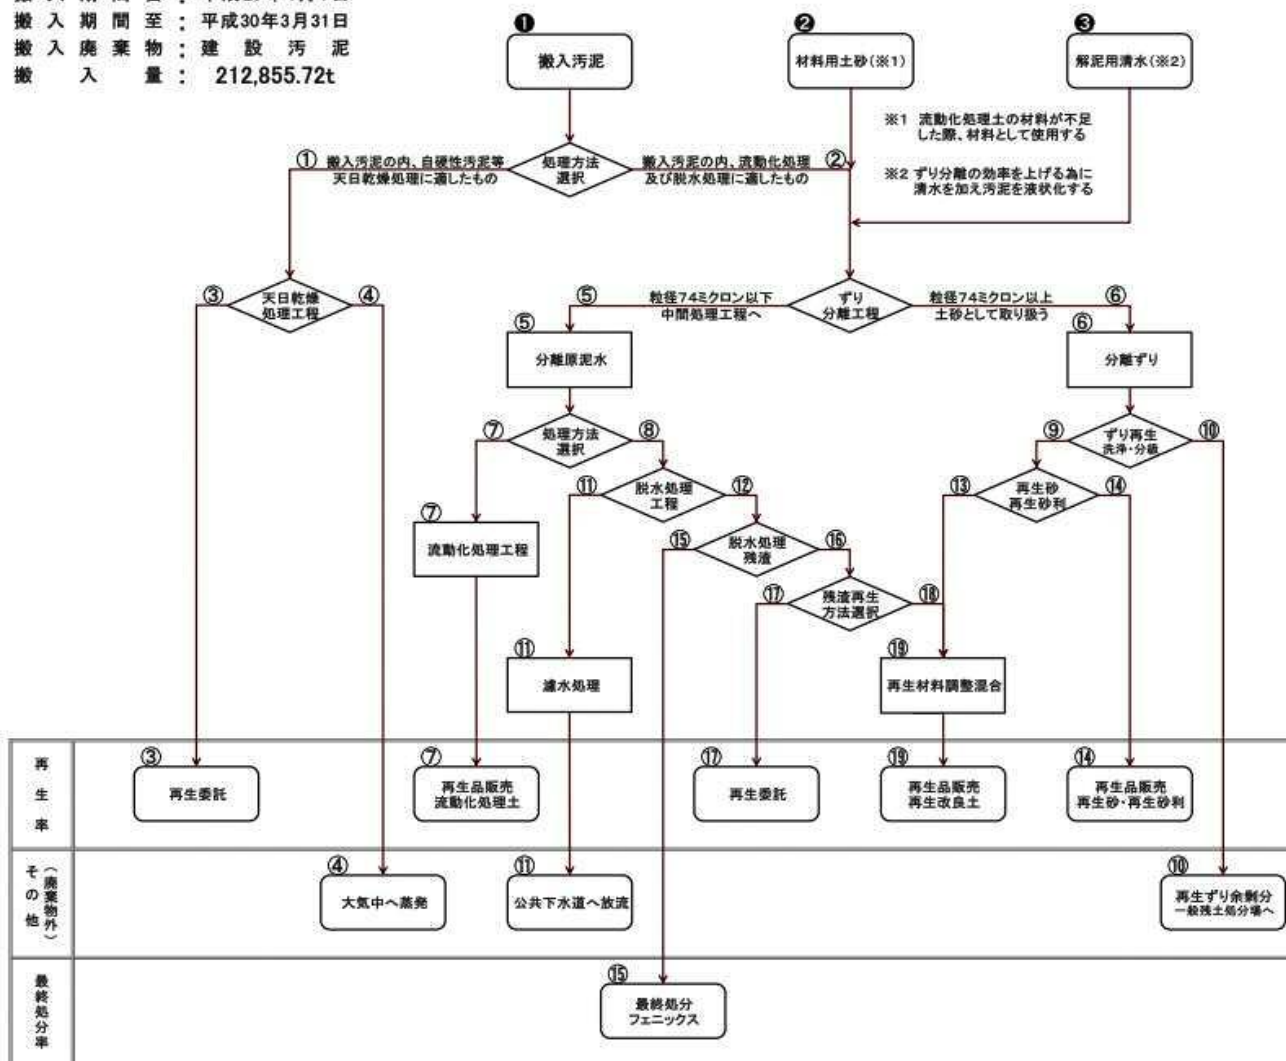 搬入期間至：平成30年3月31日
搬入廃棄物：建設汚泥
搬入量：212,855.72t
❶
搬入汚泥
❷
材料用土砂(※1)
❸
解泥用清水(※2)
※1 流動化処理土の材料が不足
した際、材料として使用する
※2 ずり分離の効率を上げる為に
清水を加え汚泥を液状化する
① 搬入汚泥の内、自硬性汚泥等
天日乾燥処理に適したもの
処理方法
選択
搬入汚泥の内、流動化処理 ②
及び脱水処理に適したもの
③
天日乾燥
処理工程
④
⑤
粒径74ミクロン以下
中間処理工程へ
ずり
分離工程
粒径74ミクロン以上
土砂として取り扱う
⑥
⑤
分離原泥水
⑥
分離ずり
⑦
処理方法
選択
⑧
⑨
ずり再生
洗浄・分級
⑩
⑪
脱水処理
工程
⑫
⑬
再生砂
再生砂利
⑭
⑦
流動化処理工程
⑮
脱水処理
残渣
⑯
⑰
残渣再生
方法選択
⑱
⑪
濾水処理
⑲
再生材料調整混合
再生率
③
再生委託
⑦
再生品販売
流動化処理土
⑰
再生委託
⑲
再生品販売
再生改良土
⑭
再生品販売
再生砂・再生砂利
その他
（廃棄物外）
④
大気中へ蒸発
⑪
公共下水道へ放流
⑩
再生ずり余剰分
一般残土処分場へ
最終処分率
⑮
最終処分
フェニックス